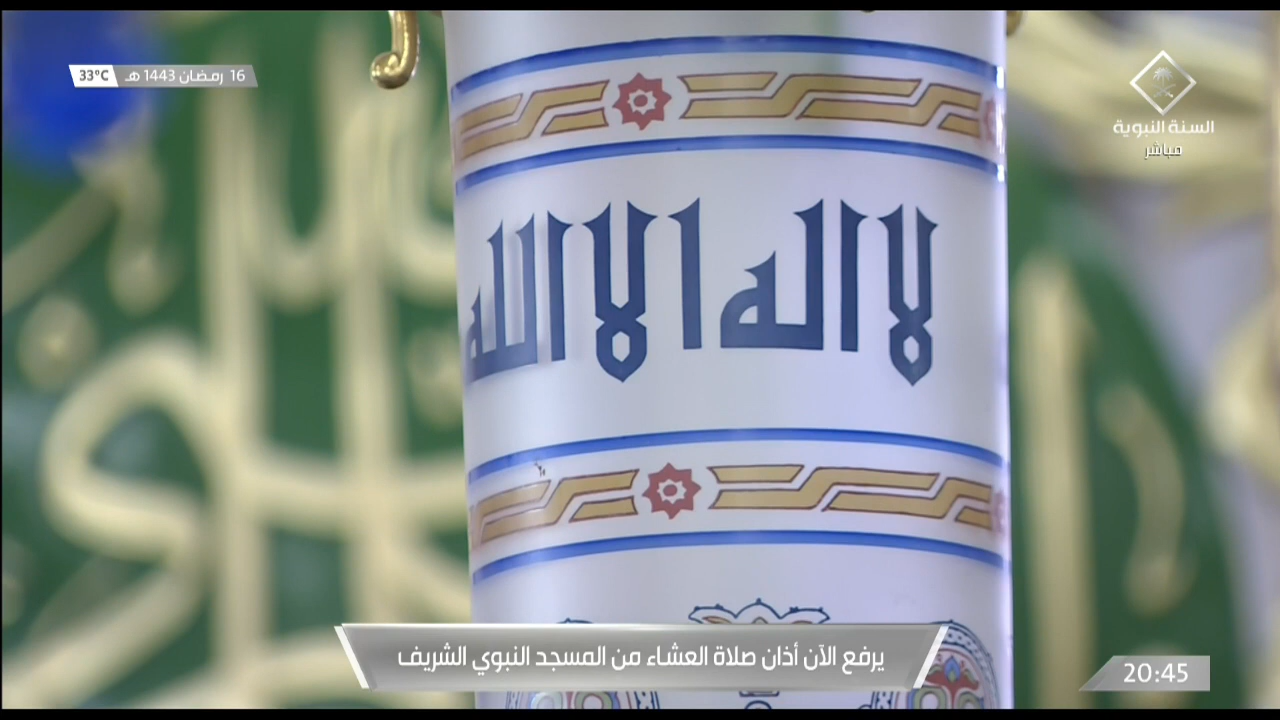 33°C
16 رمضان 1443 هـ
السنة النبوية
مباشر
لا اله الا الله
يرفع الآن أذان صلاة العشاء من المسجد النبوي الشريف
20:45